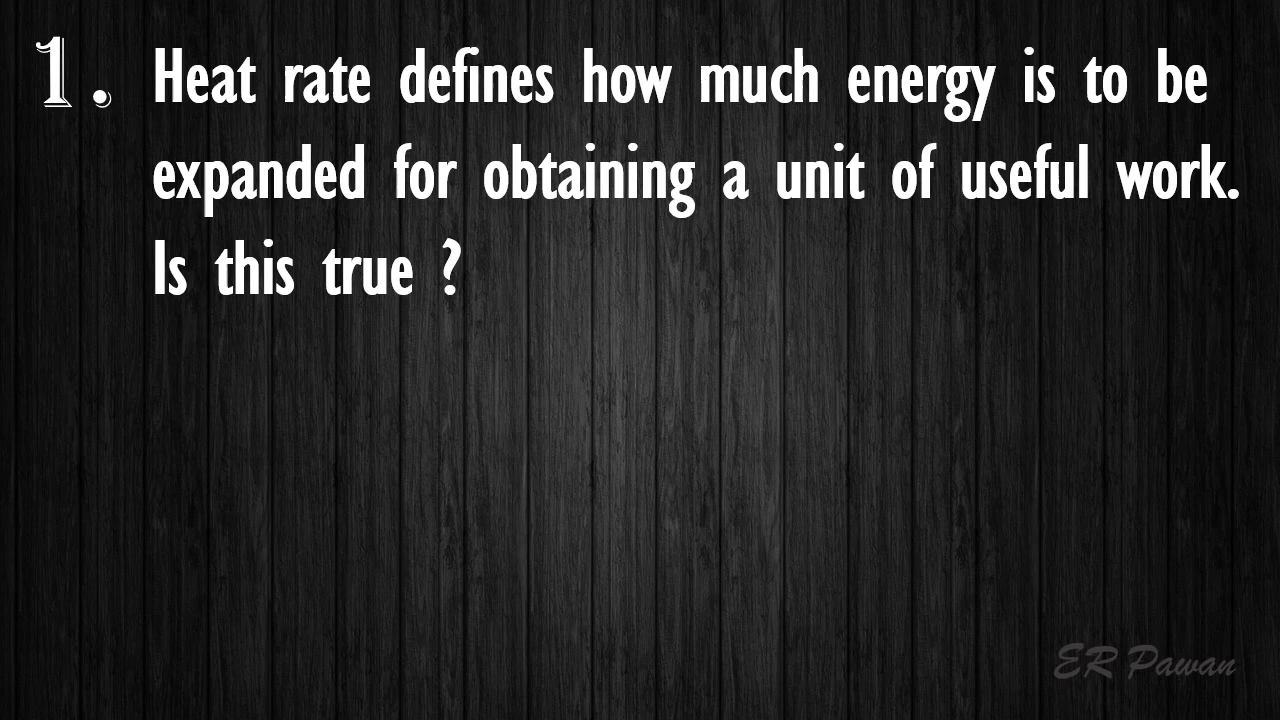 1. Heat rate defines how much energy is to be
expanded for obtaining a unit of useful work.
Is this true ?
ER Pawan